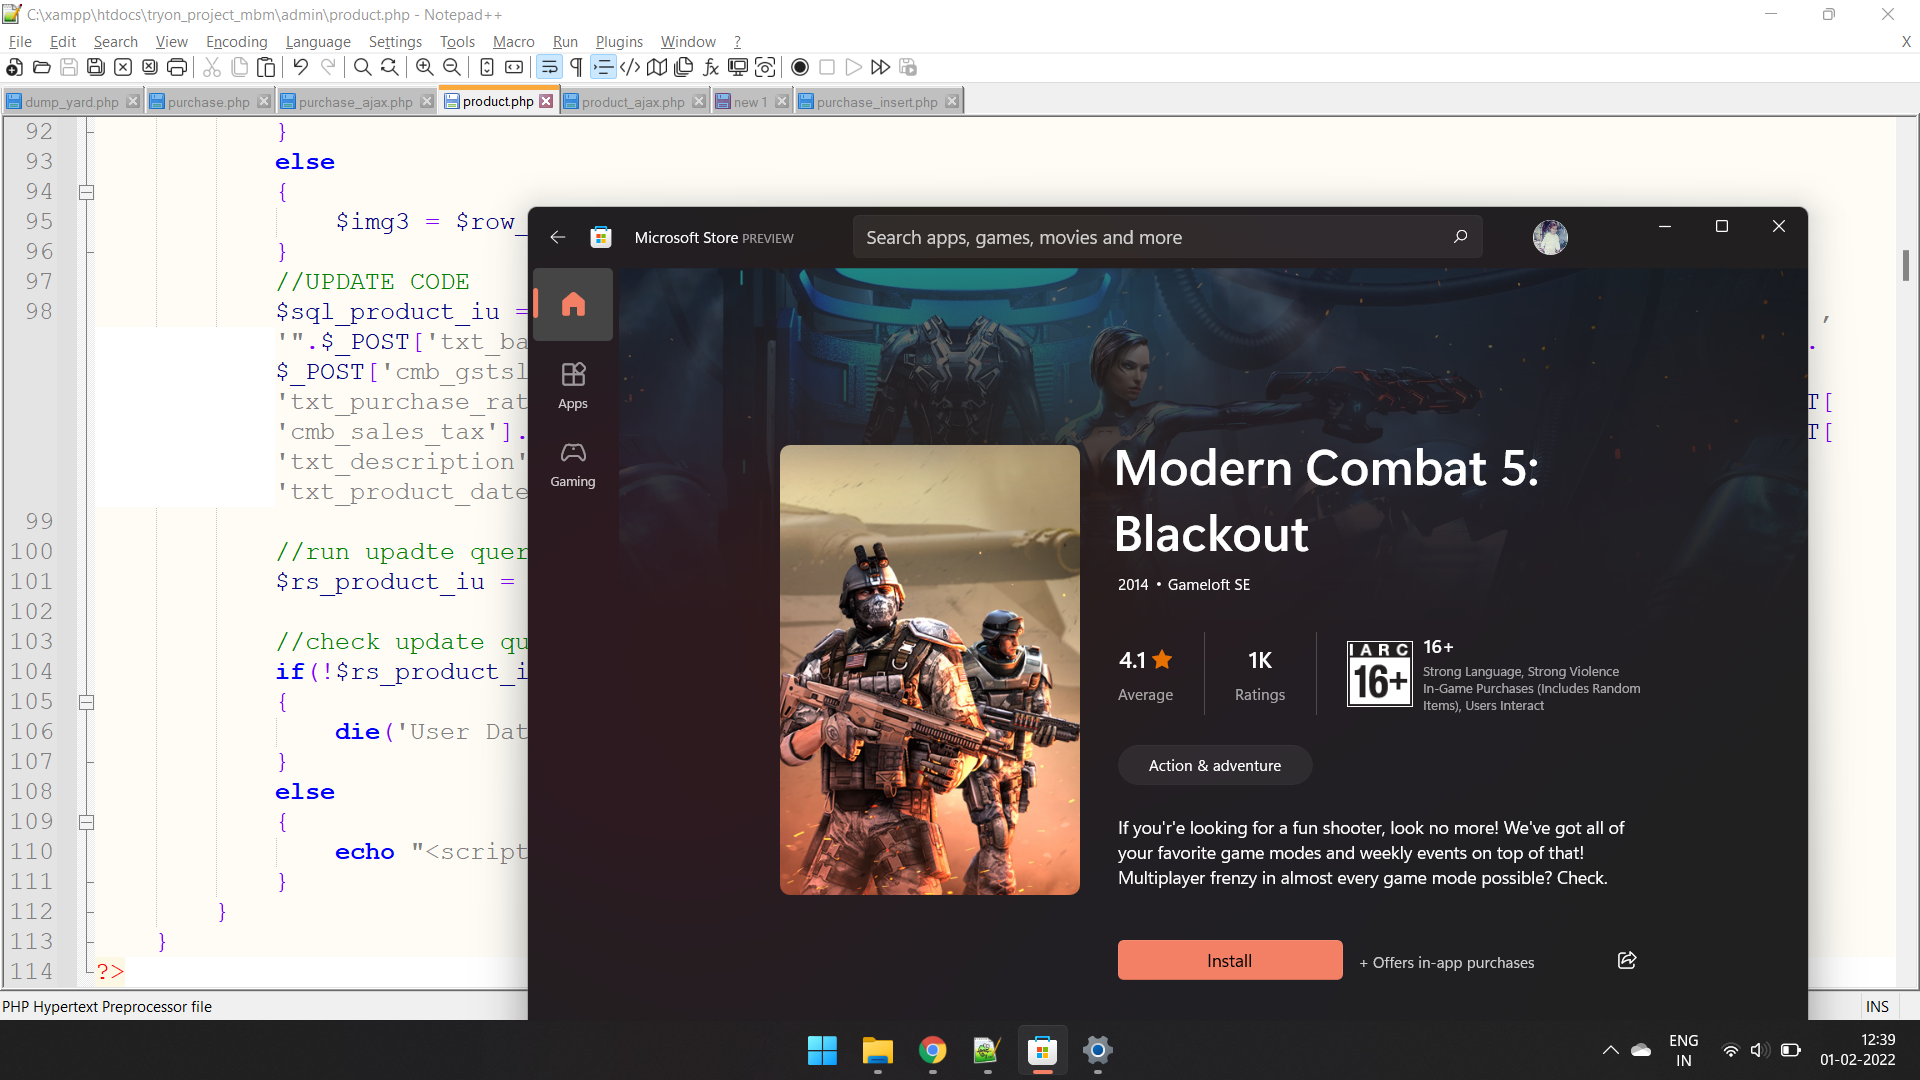 C:\xampp\htdocs\tryon_project_mbm\admin\product.php - Notepad++
File Edit Search View Encoding Language Settings Tools Macro Run Plugins Window ? X
dump_yard.php purchase.php purchase_ajax.php product.php product_ajax.php new 1 purchase_insert.php
92 }
93 else
94 {
95 $img3 = $row_
96 }
97 //UPDATE CODE
98 $sql_product_iu = ,
'".$_POST['txt_ba .
$_POST['cmb_gstsl
'txt_purchase_rat T[
'cmb_sales_tax']. T[
'txt_description'
'txt_product_date
99
100 //run upadte quer
101 $rs_product_iu =
102
103 //check update qu
104 if(!$rs_product_i
105 {
106 die('User Dat
107 }
108 else
109 {
110 echo "<script
111 }
112 }
113 }
114 ?>
PHP Hypertext Preprocessor file INS
Microsoft Store PREVIEW
Search apps, games, movies and more
Apps
Gaming
Modern Combat 5:
Blackout
2014 • Gameloft SE
4.1 Average
1K Ratings
IARC
16+
16+
Strong Language, Strong Violence
In-Game Purchases (Includes Random
Items), Users Interact
Action & adventure
If you'r'e looking for a fun shooter, look no more! We've got all of
your favorite game modes and weekly events on top of that!
Multiplayer frenzy in almost every game mode possible? Check.
Install + Offers in-app purchases
ENG
IN
12:39
01-02-2022